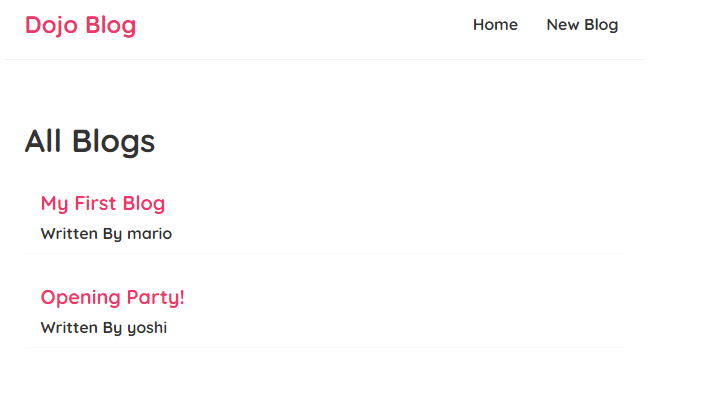 Dojo Blog
Home New Blog
All Blogs
My First Blog
Written By mario
Opening Party!
Written By yoshi